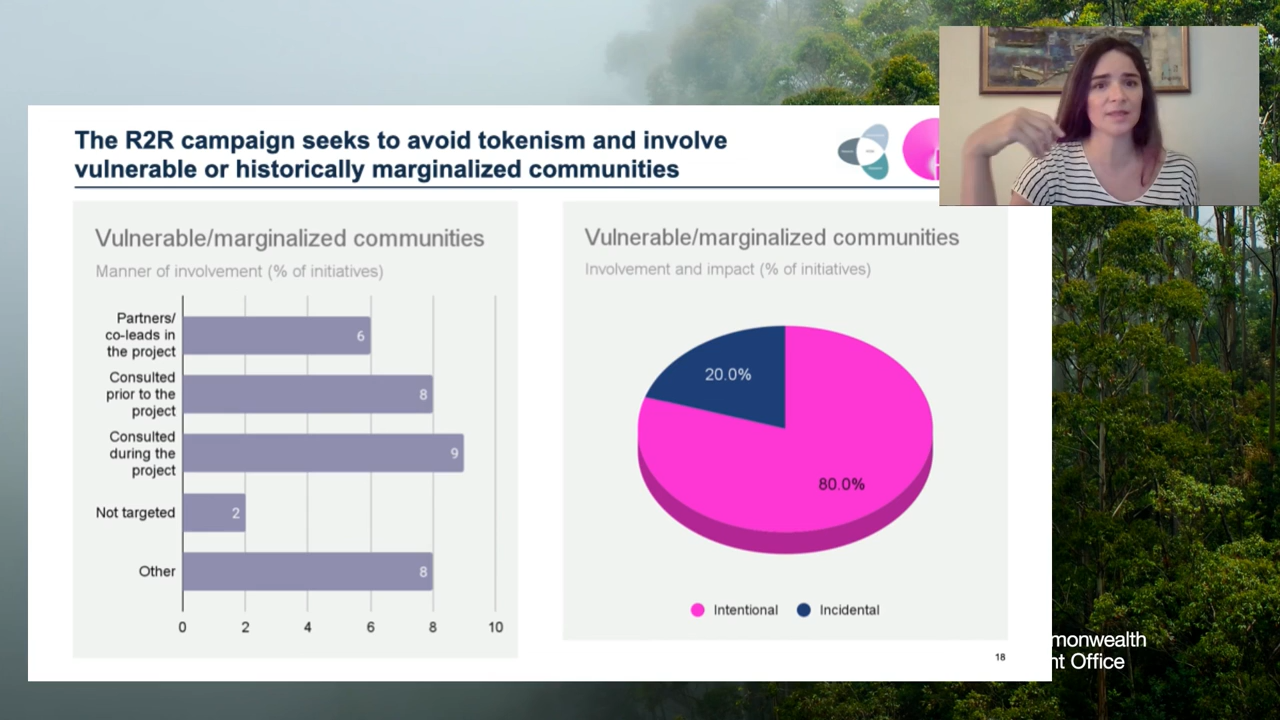 The R2R campaign seeks to avoid tokenism and involve
vulnerable or historically marginalized communities
Vulnerable/marginalized communities
Manner of involvement (% of initiatives)
Partners/
co-leads in
the project
6
Consulted
prior to the
project
8
Consulted
during the
project
9
Not targeted
2
Other
8
0 2 4 6 8 10
Vulnerable/marginalized communities
Involvement and impact (% of initiatives)
20.0%
80.0%
Intentional Incidental
18
monwealth
nt Office